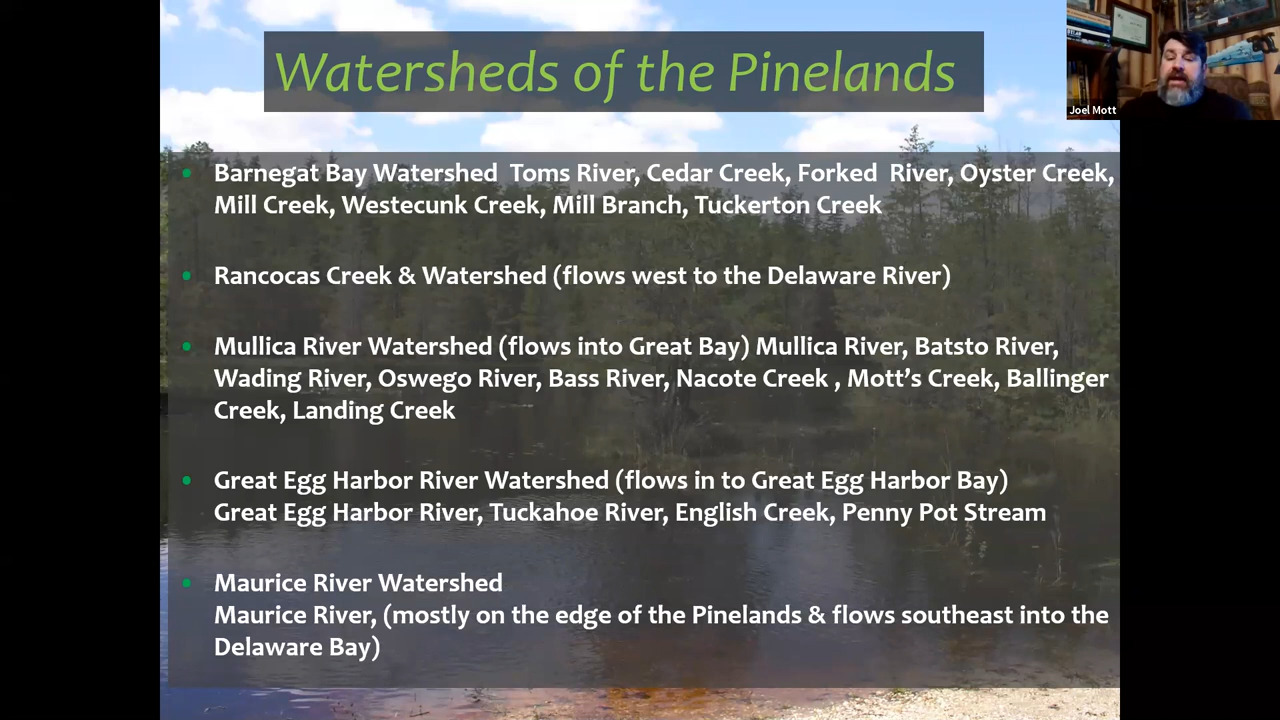 Watersheds of the Pinelands
Joel Mott
• Barnegat Bay Watershed Toms River, Cedar Creek, Forked River, Oyster Creek,
Mill Creek, Westecunk Creek, Mill Branch, Tuckerton Creek
• Rancocas Creek & Watershed (flows west to the Delaware River)
• Mullica River Watershed (flows into Great Bay) Mullica River, Batsto River,
Wading River, Oswego River, Bass River, Nacote Creek , Mott’s Creek, Ballinger
Creek, Landing Creek
• Great Egg Harbor River Watershed (flows in to Great Egg Harbor Bay)
Great Egg Harbor River, Tuckahoe River, English Creek, Penny Pot Stream
• Maurice River Watershed
Maurice River, (mostly on the edge of the Pinelands & flows southeast into the
Delaware Bay)